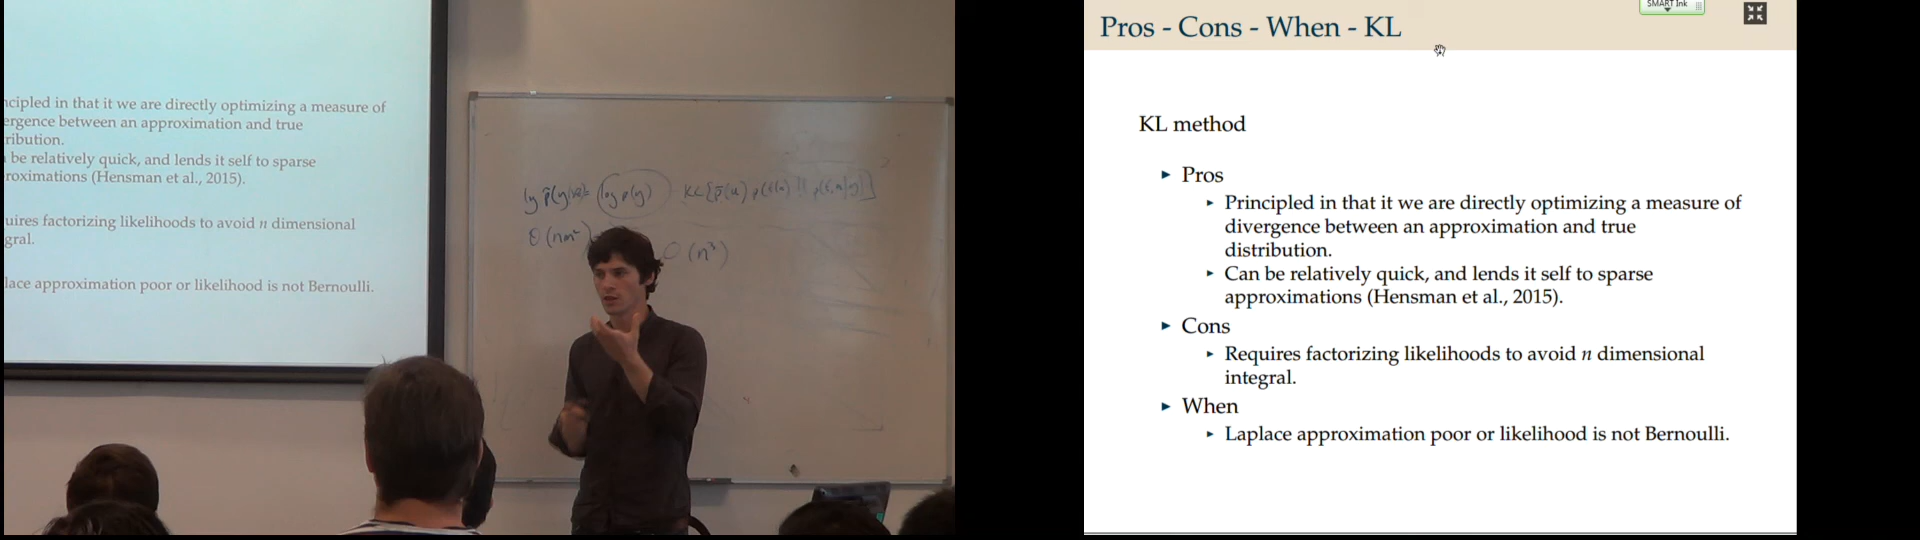 ncipled in that it we are directly optimizing a measure of
ergence between an approximation and true
ribution.
be relatively quick, and lends it self to sparse
roximations (Hensman et al., 2015).
uires factorizing likelihoods to avoid n dimensional
gral.
lace approximation poor or likelihood is not Bernoulli.
log p(y)
O(nm²)
O(n³)
SMART Ink
Pros - Cons - When - KL
KL method
▸ Pros
▸ Principled in that it we are directly optimizing a measure of
divergence between an approximation and true
distribution.
▸ Can be relatively quick, and lends it self to sparse
approximations (Hensman et al., 2015).
▸ Cons
▸ Requires factorizing likelihoods to avoid n dimensional
integral.
▸ When
▸ Laplace approximation poor or likelihood is not Bernoulli.